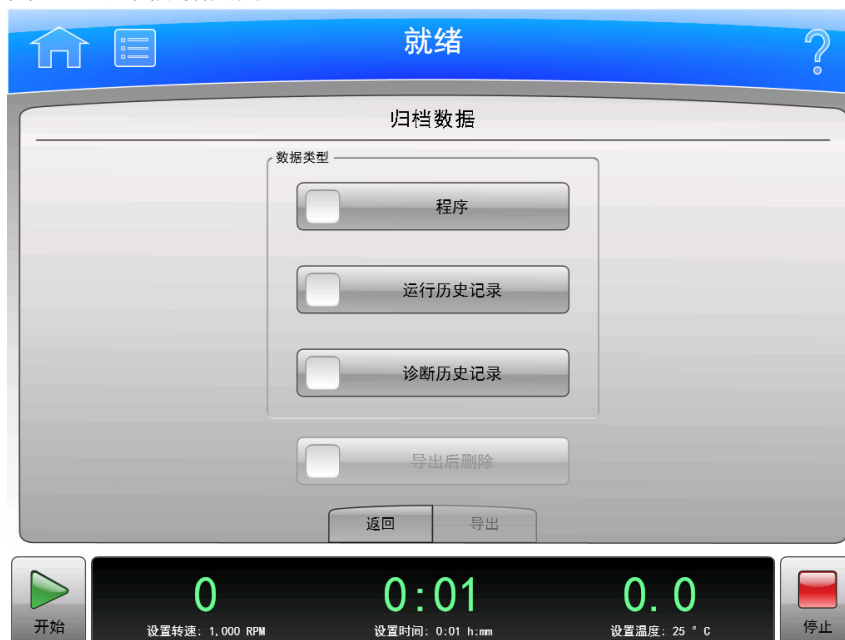 就绪
归档数据
数据类型
程序
运行历史记录
诊断历史记录
导出后删除
返回 导出
0 0:01 0.0
开始 设置转速: 1,000 RPM 设置时间: 0:01 h:mm 设置温度: 25 ° C 停止